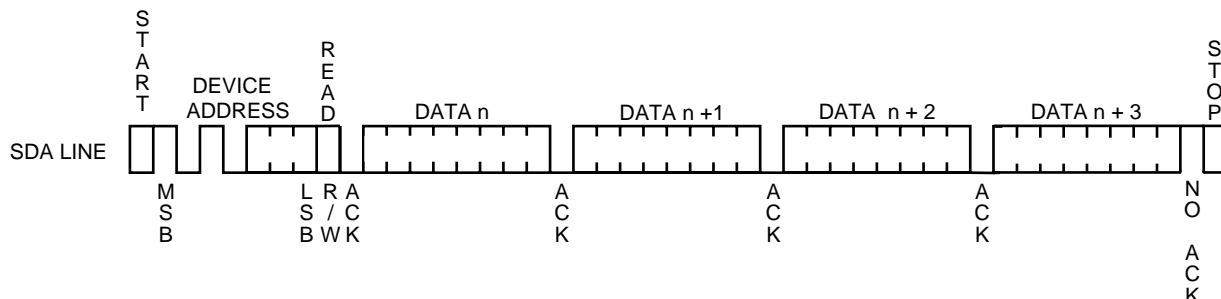 START
DEVICE
ADDRESS
READ
DATA n
DATA n +1
DATA n + 2
DATA n + 3
STOP
SDA LINE
MSB
LSB
R/W
ACK
ACK
ACK
ACK
NO ACK